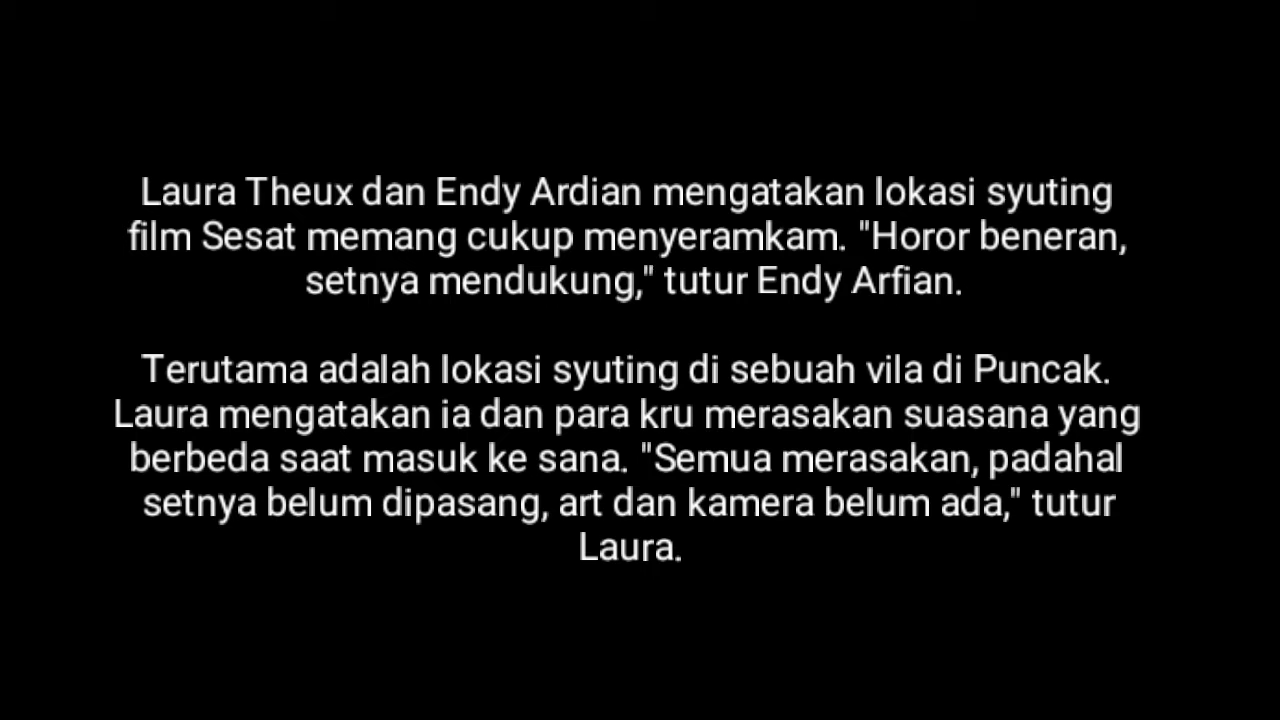 Laura Theux dan Endy Ardian mengatakan lokasi syuting
film Sesat memang cukup menyeramkam. "Horor beneran,
setnya mendukung," tutur Endy Arfian.
Terutama adalah lokasi syuting di sebuah vila di Puncak.
Laura mengatakan ia dan para kru merasakan suasana yang
berbeda saat masuk ke sana. "Semua merasakan, padahal
setnya belum dipasang, art dan kamera belum ada," tutur
Laura.